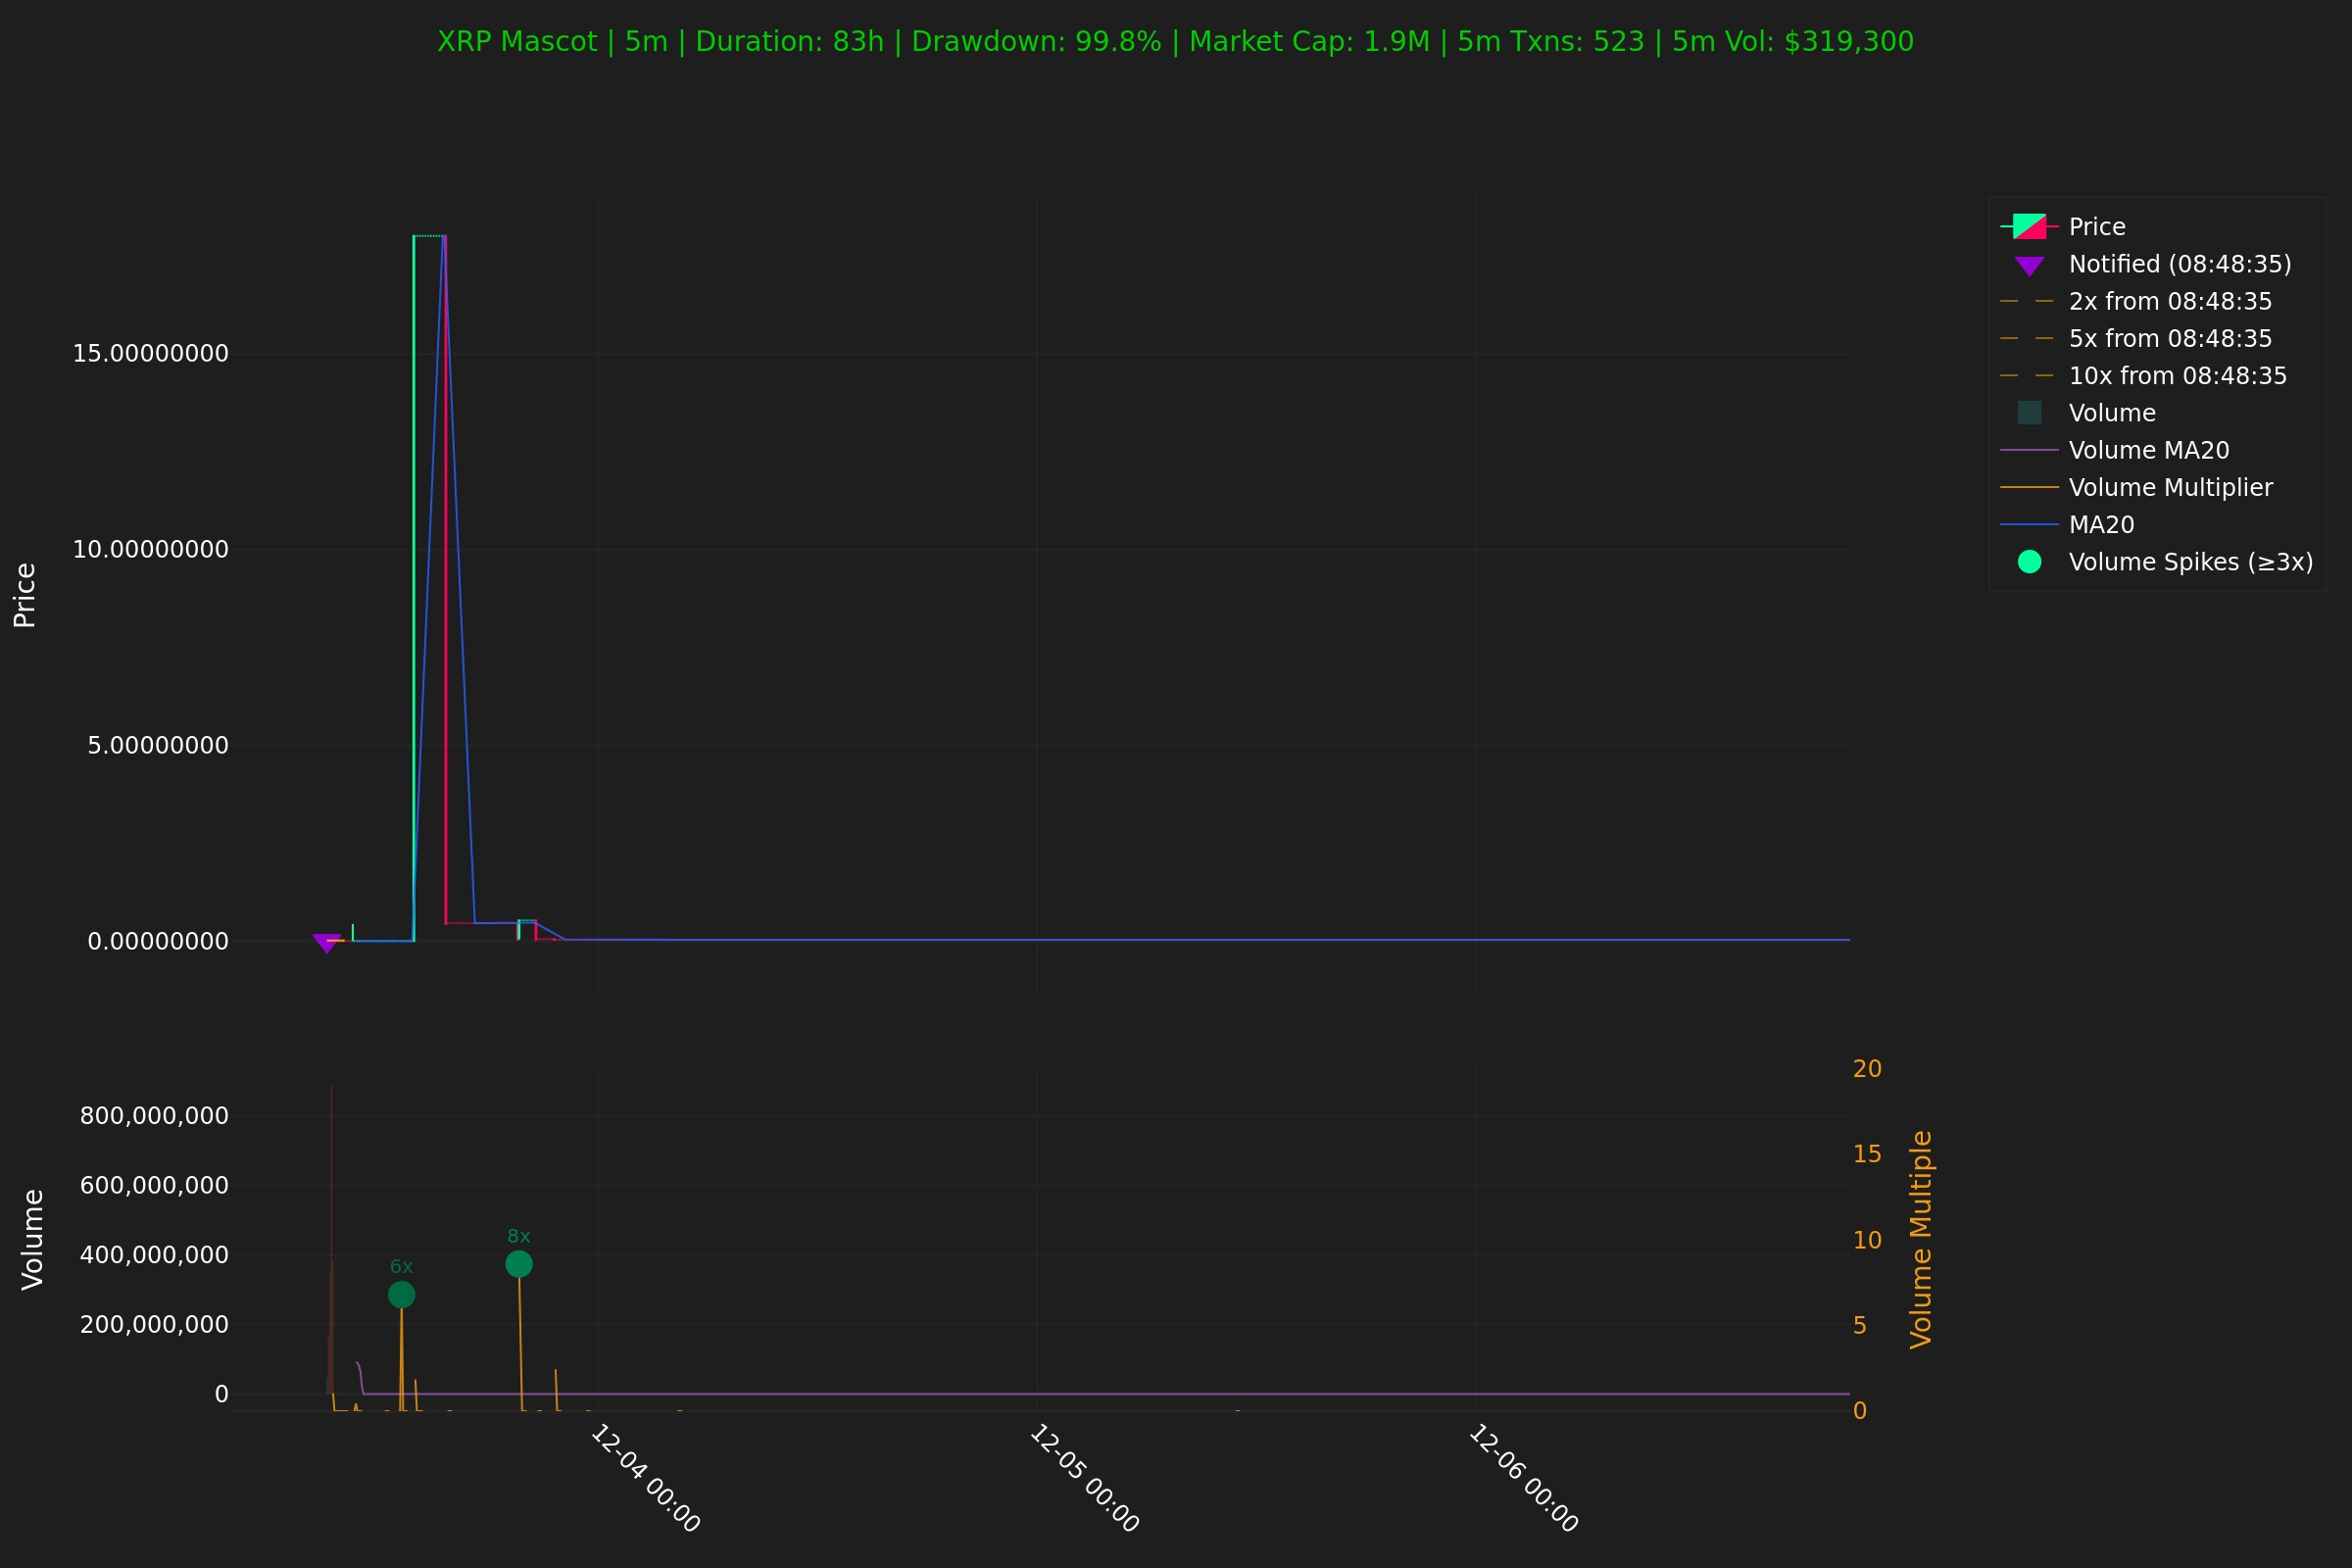 XRP Mascot | 5m | Duration: 83h | Drawdown: 99.8% | Market Cap: 1.9M | 5m Txns: 523 | 5m Vol: $319,300
Price
15.00000000
10.00000000
5.00000000
0.00000000
Price
Notified (08:48:35)
2x from 08:48:35
5x from 08:48:35
10x from 08:48:35
Volume
Volume MA20
Volume Multiplier
MA20
Volume Spikes (≥3x)
Volume
800,000,000
600,000,000
400,000,000
200,000,000
0
6x
8x
20
15
10
5
0
Volume Multiple
12-04 00:00
12-05 00:00
12-06 00:00